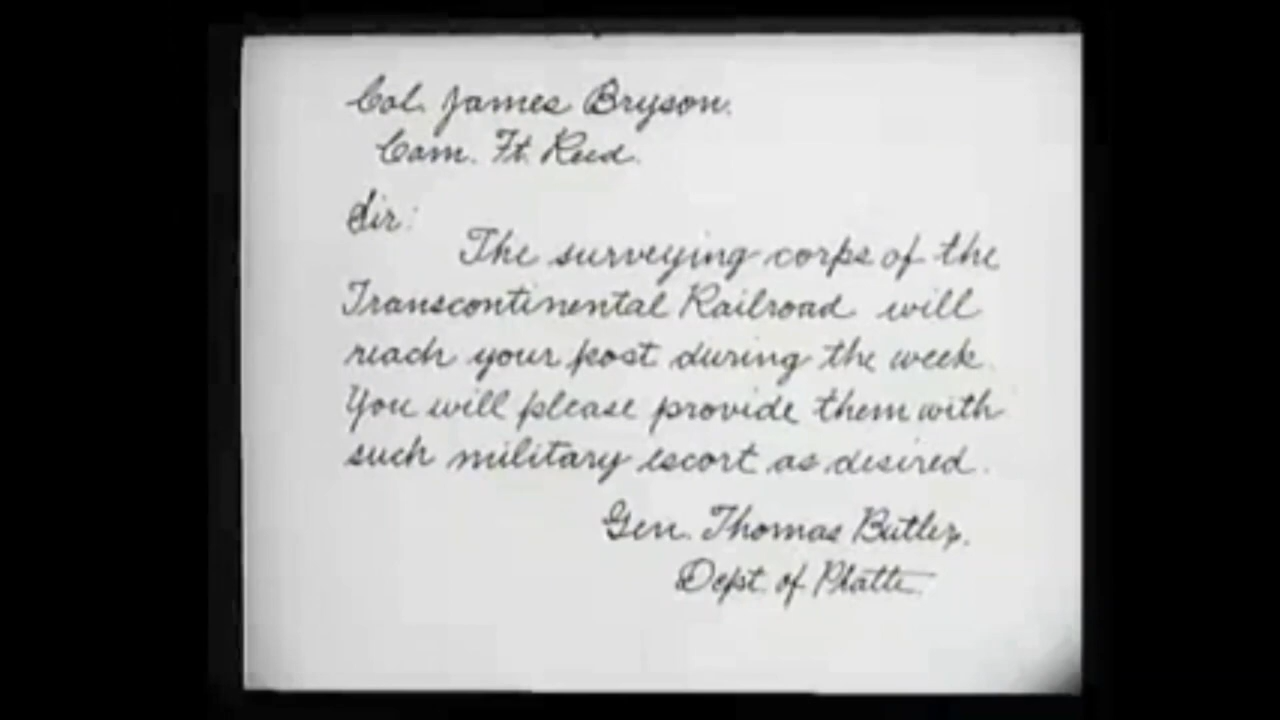 Col. James Bryson.
Com. Ft. Reed.
Sir:
The surveying corps of the
Transcontinental Railroad will
reach your post during the week.
You will please provide them with
such military escort as desired.
Gen. Thomas Butler,
Dept. of Platte.